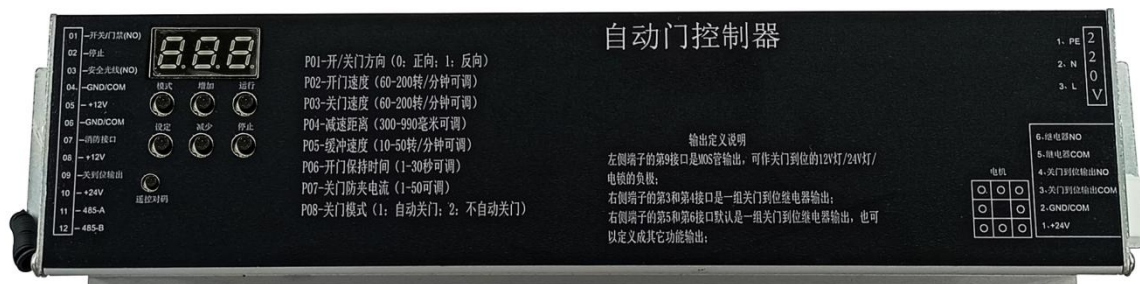 01 -开关/门禁(NO)
02 -停止
03 -安全光线(NO)
04 -GND/COM
05 - +12V
06 -GND/COM
07 -消防接口
08 - +12V
09 -关到位输出
10 - +24V
11 - 485-A
12 - 485-B
8.8.8.
模式 增加 运行
设定 减少 停止
遥控对码
P01-开/关门方向（0：正向；1：反向）
P02-开门速度（60-200转/分钟可调）
P03-关门速度（60-200转/分钟可调）
P04-减速距离（300-990毫米可调）
P05-缓冲速度（10-50转/分钟可调）
P06-开门保持时间（1-30秒可调）
P07-关门防夹电流（1-50可调）
P08-关门模式（1：自动关门；2：不自动关门）
自动门控制器
输出定义说明
左侧端子的第9接口是MOS管输出，可作关门到位的12V灯/24V灯/
电锁的负极；
右侧端子的第3和第4接口是一组关门到位继电器输出；
右侧端子的第5和第6接口默认是一组关门到位继电器输出，也可
以定义成其它功能输出；
1、PE
2、N
3、L
220V
电机
6、继电器NO
5、继电器COM
4、关门到位输出NO
3、关门到位输出COM
2、GND/COM
1、+24V